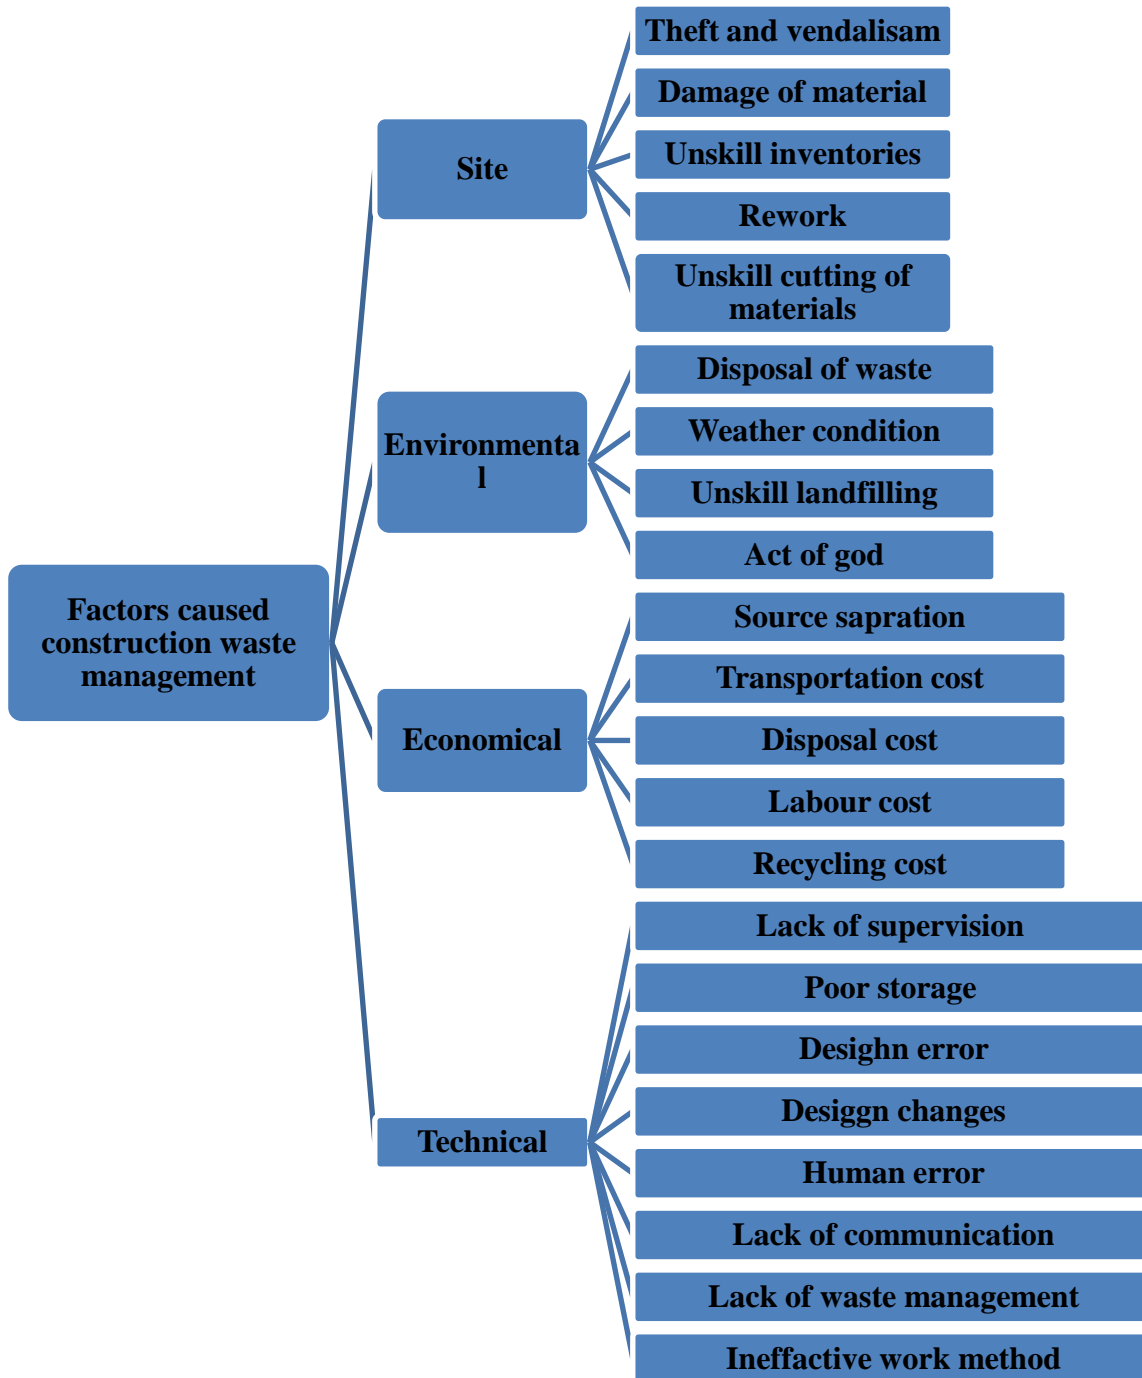 Theft and vendalisam
Damage of material
Site
Unskill inventories
Rework
Unskill cutting of
materials
Disposal of waste
Environmenta
l
Weather condition
Unskill landfilling
Act of god
Factors caused
construction waste
management
Source sapration
Transportation cost
Economical
Disposal cost
Labour cost
Recycling cost
Lack of supervision
Poor storage
Desighn error
Desiggn changes
Technical
Human error
Lack of communication
Lack of waste management
Ineffactive work method